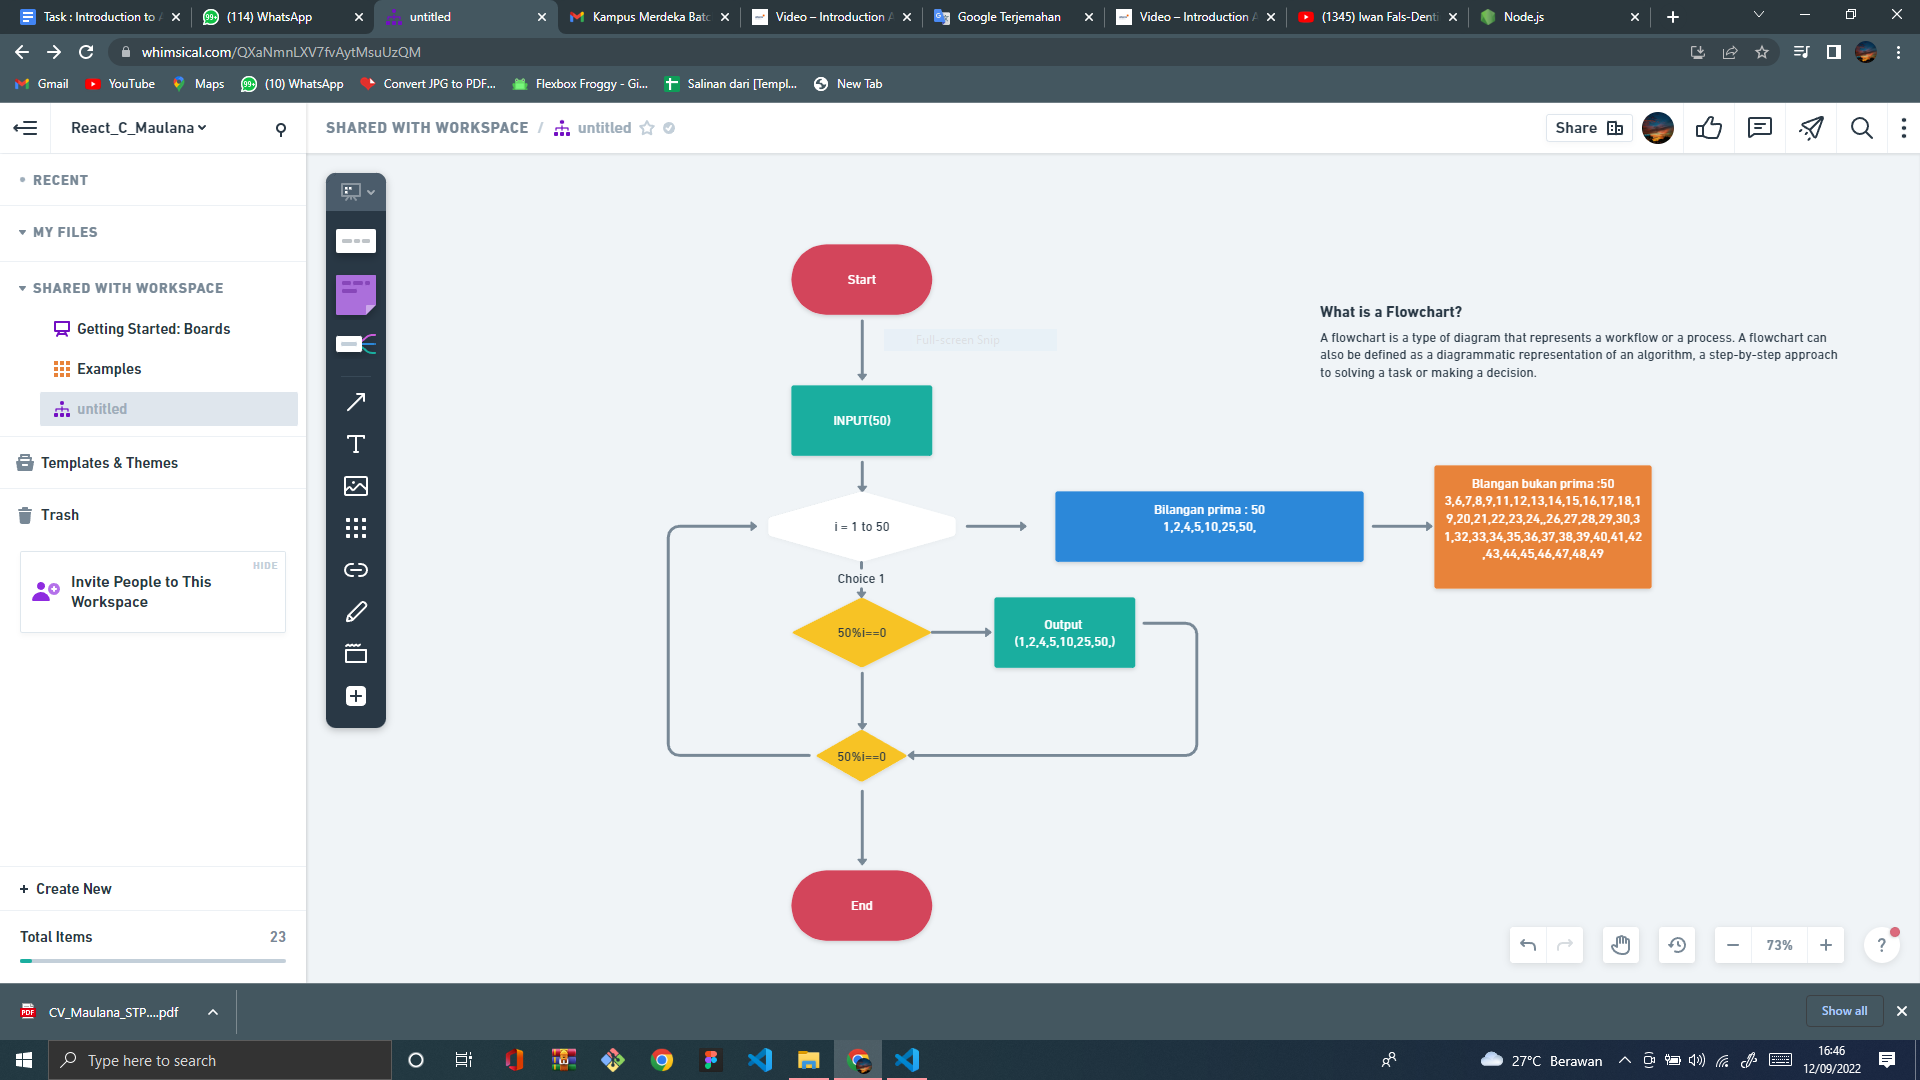 Task : Introduction to A
(114) WhatsApp
untitled
Kampus Merdeka Batc
Video – Introduction A
Google Terjemahan
Video – Introduction A
(1345) Iwan Fals-Denti
Node.js
whimsical.com/QXaNmnLXV7fvAytMsuUzQM
Gmail
YouTube
Maps
(10) WhatsApp
Convert JPG to PDF...
Flexbox Froggy - Gi...
Salinan dari [Templ...
New Tab
React_C_Maulana
SHARED WITH WORKSPACE / untitled
Share
RECENT
MY FILES
SHARED WITH WORKSPACE
Getting Started: Boards
Examples
untitled
Templates & Themes
Trash
HIDE
Invite People to This
Workspace
+ Create New
Total Items 23
Start
Full-screen Snip
INPUT(50)
i = 1 to 50
Choice 1
50%i==0
Output
(1,2,4,5,10,25,50,)
50%i==0
End
Bilangan prima : 50
1,2,4,5,10,25,50,
What is a Flowchart?
A flowchart is a type of diagram that represents a workflow or a process. A flowchart can
also be defined as a diagrammatic representation of an algorithm, a step-by-step approach
to solving a task or making a decision.
Blangan bukan prima :50
3,6,7,8,9,11,12,13,14,15,16,17,18,1
9,20,21,22,23,24,,26,27,28,29,30,3
1,32,33,34,35,36,37,38,39,40,41,42
,43,44,45,46,47,48,49
73%
?
CV_Maulana_STP....pdf
Show all
Type here to search
27°C Berawan
16:46
12/09/2022